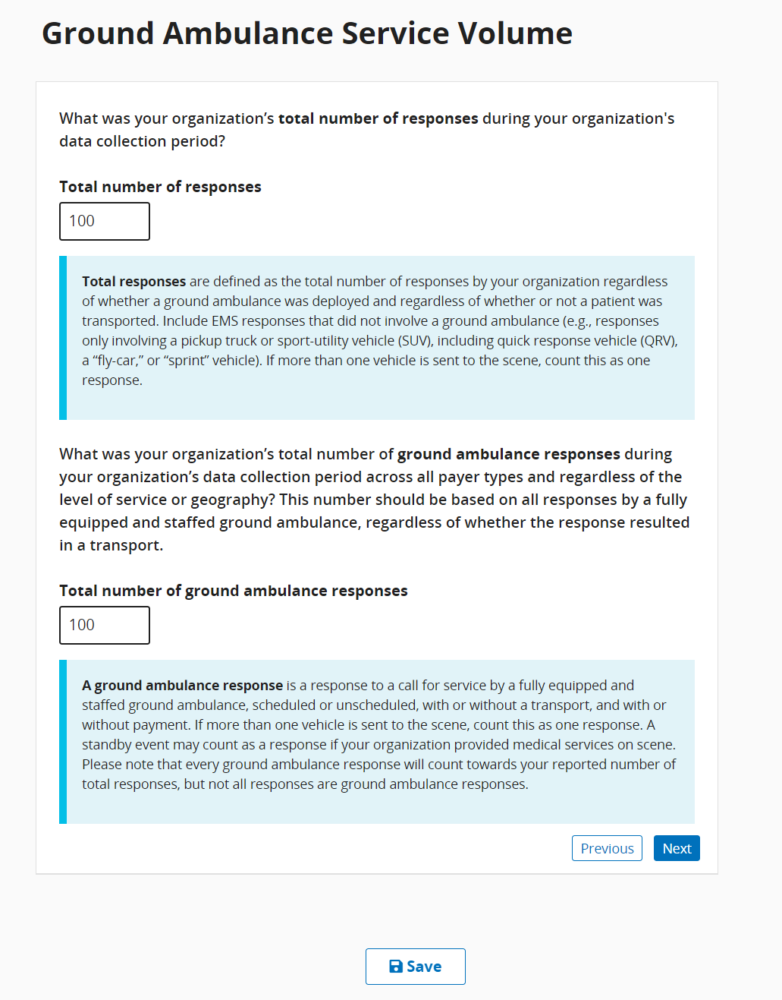 Ground Ambulance Service Volume
What was your organization’s total number of responses during your organization's
data collection period?
Total number of responses
100
Total responses are defined as the total number of responses by your organization regardless
of whether a ground ambulance was deployed and regardless of whether or not a patient was
transported. Include EMS responses that did not involve a ground ambulance (e.g., responses
only involving a pickup truck or sport-utility vehicle (SUV), including quick response vehicle (QRV),
a “fly-car,” or “sprint” vehicle). If more than one vehicle is sent to the scene, count this as one
response.
What was your organization’s total number of ground ambulance responses during
your organization’s data collection period across all payer types and regardless of the
level of service or geography? This number should be based on all responses by a fully
equipped and staffed ground ambulance, regardless of whether the response resulted
in a transport.
Total number of ground ambulance responses
100
A ground ambulance response is a response to a call for service by a fully equipped and
staffed ground ambulance, scheduled or unscheduled, with or without a transport, and with or
without payment. If more than one vehicle is sent to the scene, count this as one response. A
standby event may count as a response if your organization provided medical services on scene.
Please note that every ground ambulance response will count towards your reported number of
total responses, but not all responses are ground ambulance responses.
Previous Next
Save